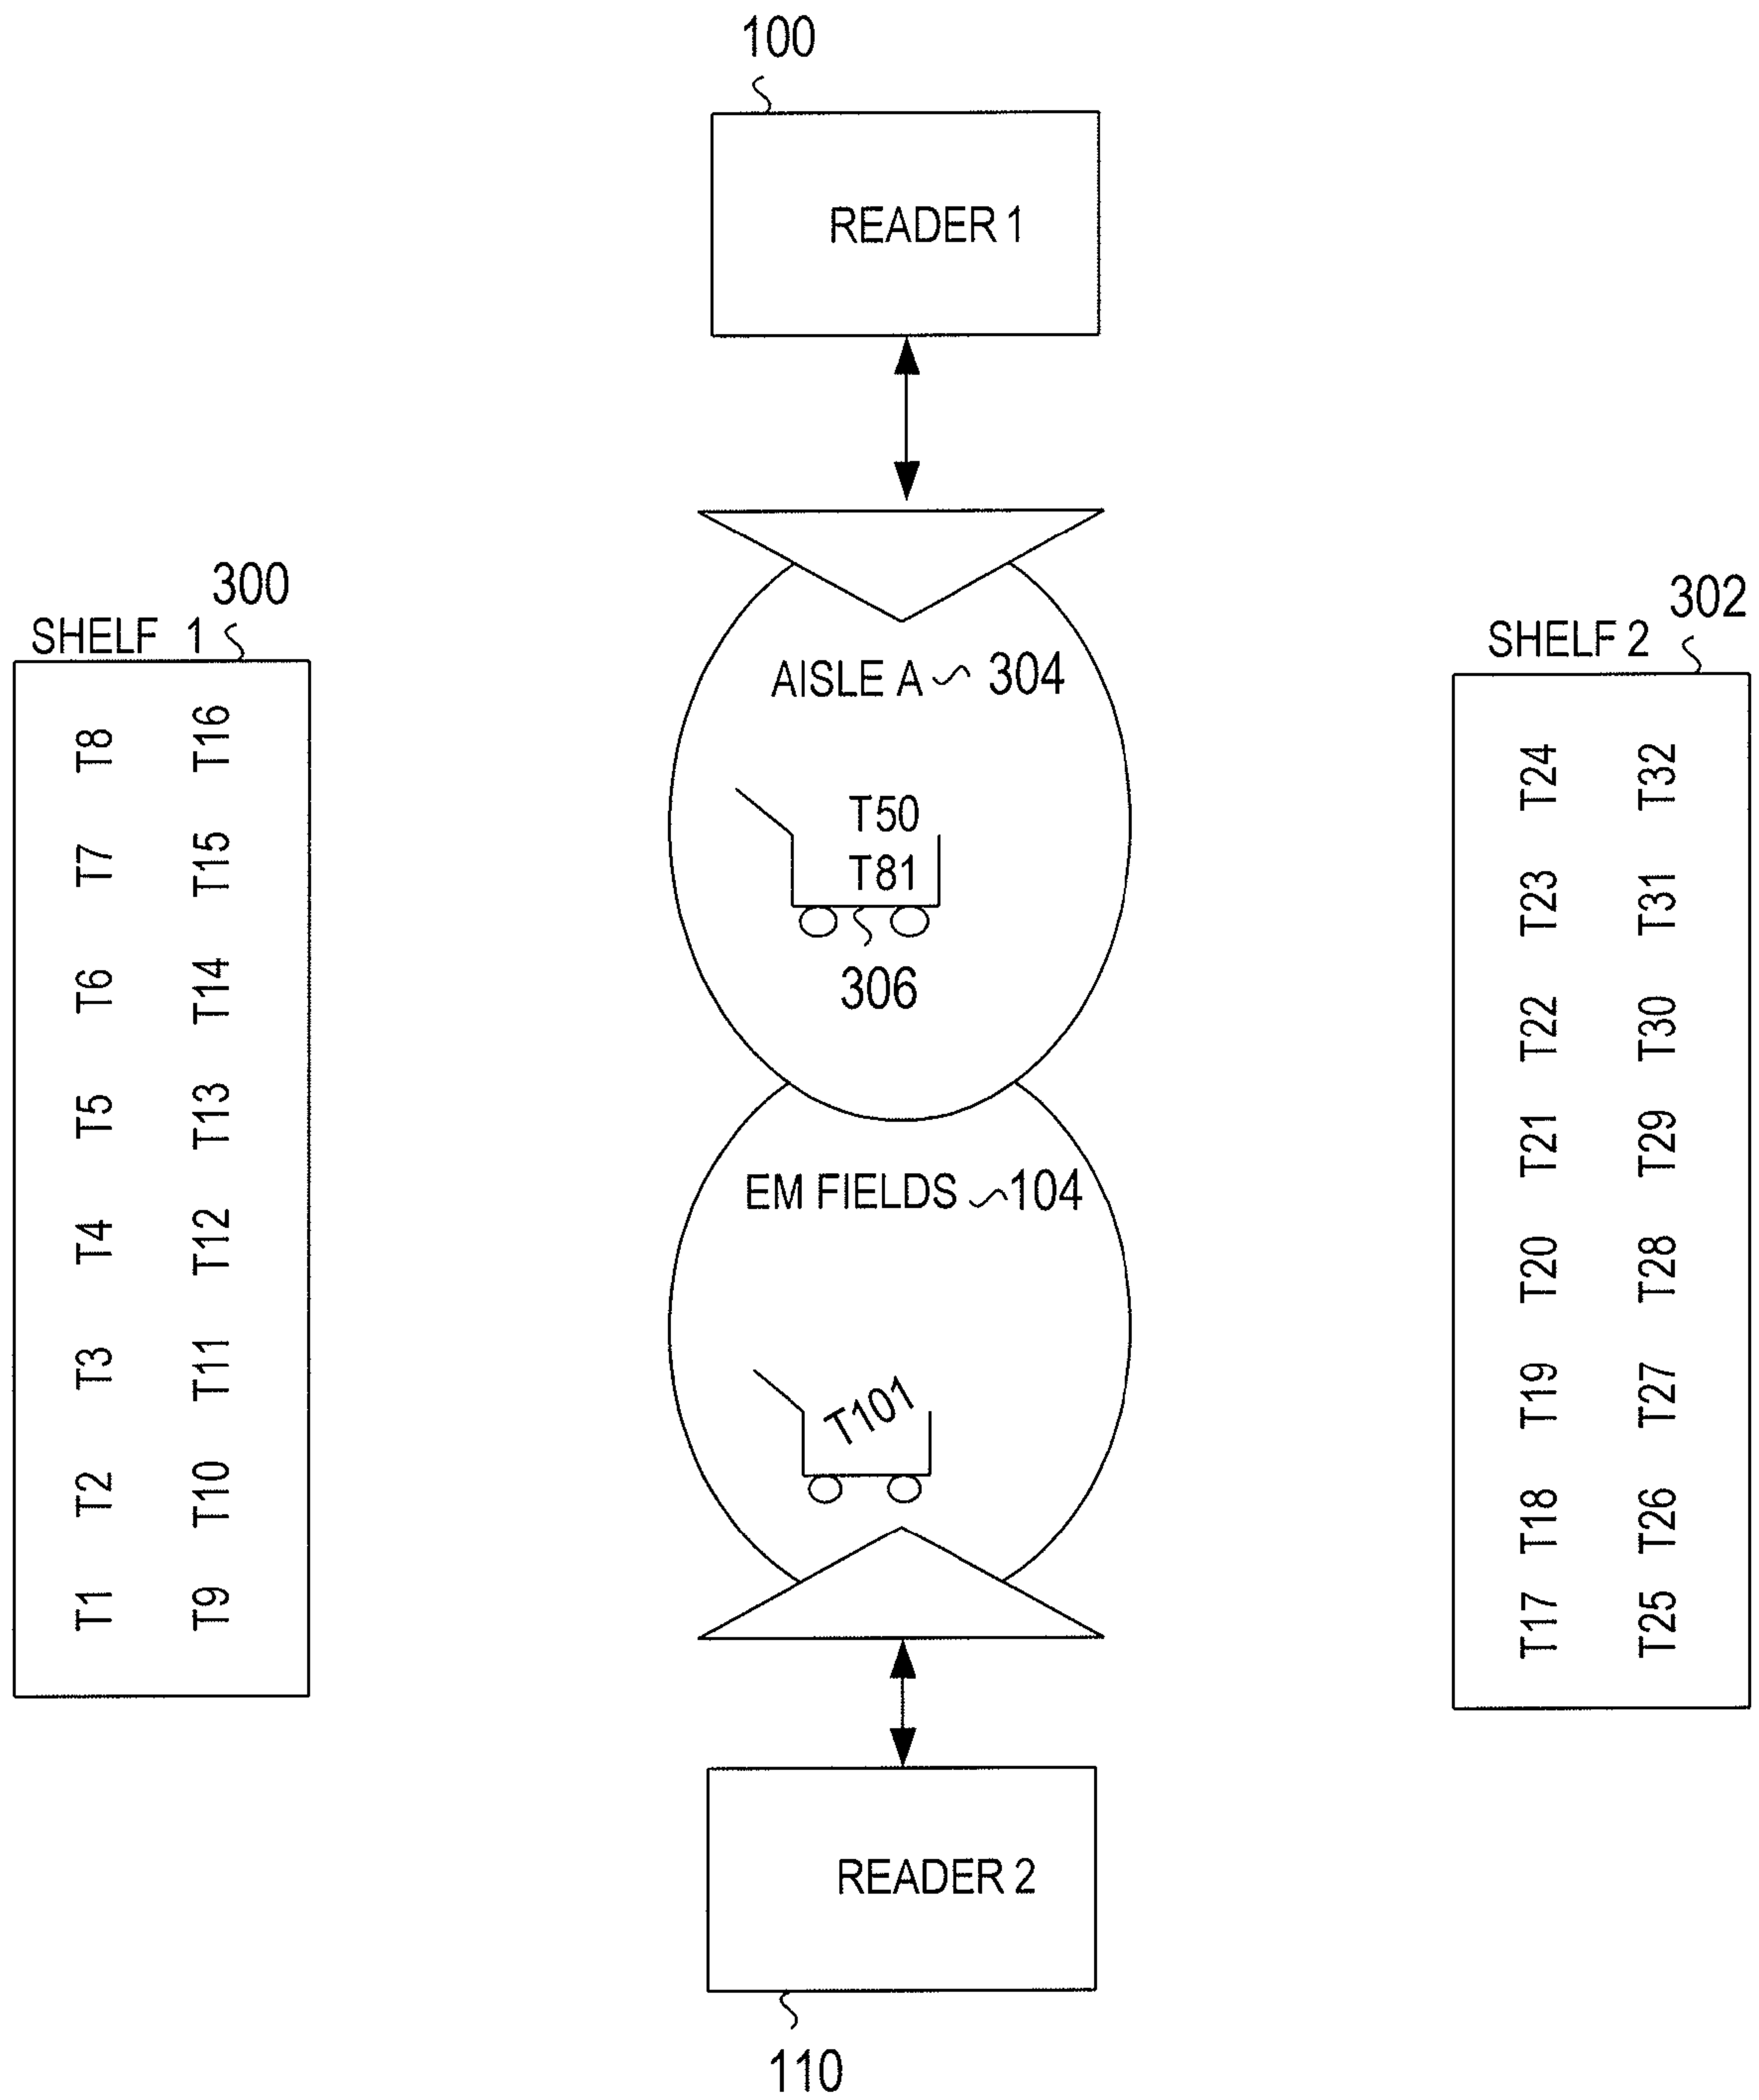 100
READER 1
300
SHELF 1
302
SHELF 2
AISLE A 304
T50
T81
306
EM FIELDS 104
T101
T1 T2 T3 T4 T5 T6 T7 T8
T9 T10 T11 T12 T13 T14 T15 T16
T17 T18 T19 T20 T21 T22 T23 T24
T25 T26 T27 T28 T29 T30 T31 T32
READER 2
110